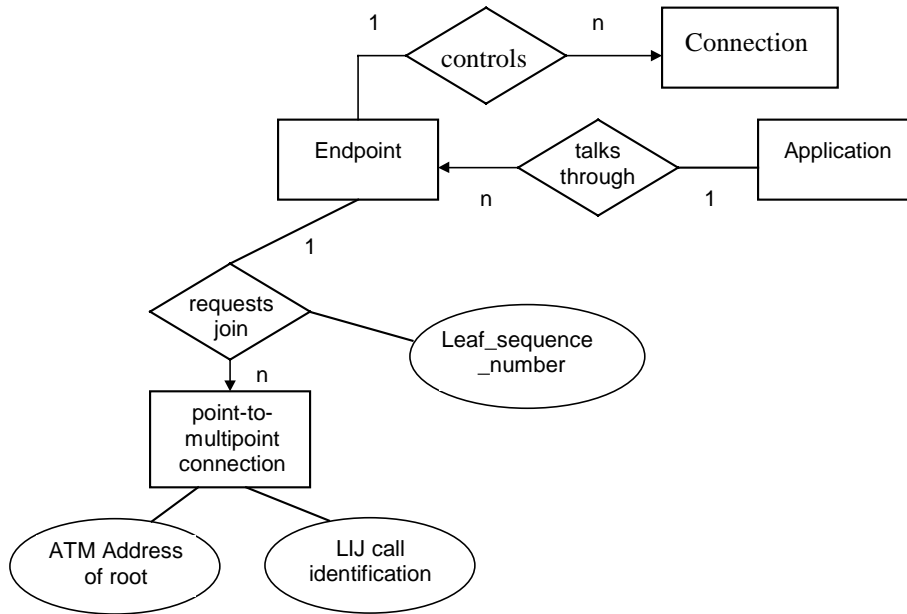 1
n
controls
Connection
Endpoint
talks
through
Application
n
1
1
requests
join
Leaf_sequence
_number
n
point-to-
multipoint
connection
ATM Address
of root
LIJ call
identification